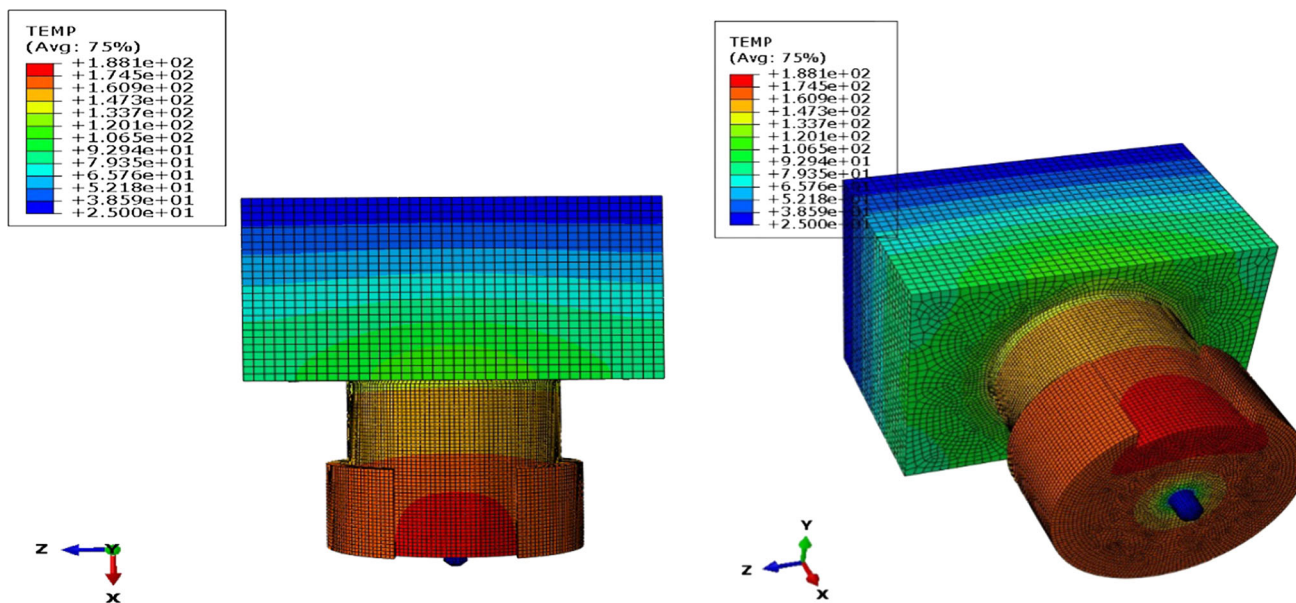 TEMP
(Avg: 75%)
+1.881e+02
+1.745e+02
+1.609e+02
+1.473e+02
+1.337e+02
+1.201e+02
+1.065e+02
+9.294e+01
+7.935e+01
+6.576e+01
+5.218e+01
+3.859e+01
+2.500e+01
Z
Y
X
TEMP
(Avg: 75%)
+1.881e+02
+1.745e+02
+1.609e+02
+1.473e+02
+1.337e+02
+1.201e+02
+1.065e+02
+9.294e+01
+7.935e+01
+6.576e+01
+5.218e+01
+3.859e+01
+2.500e+01
Y
Z
X